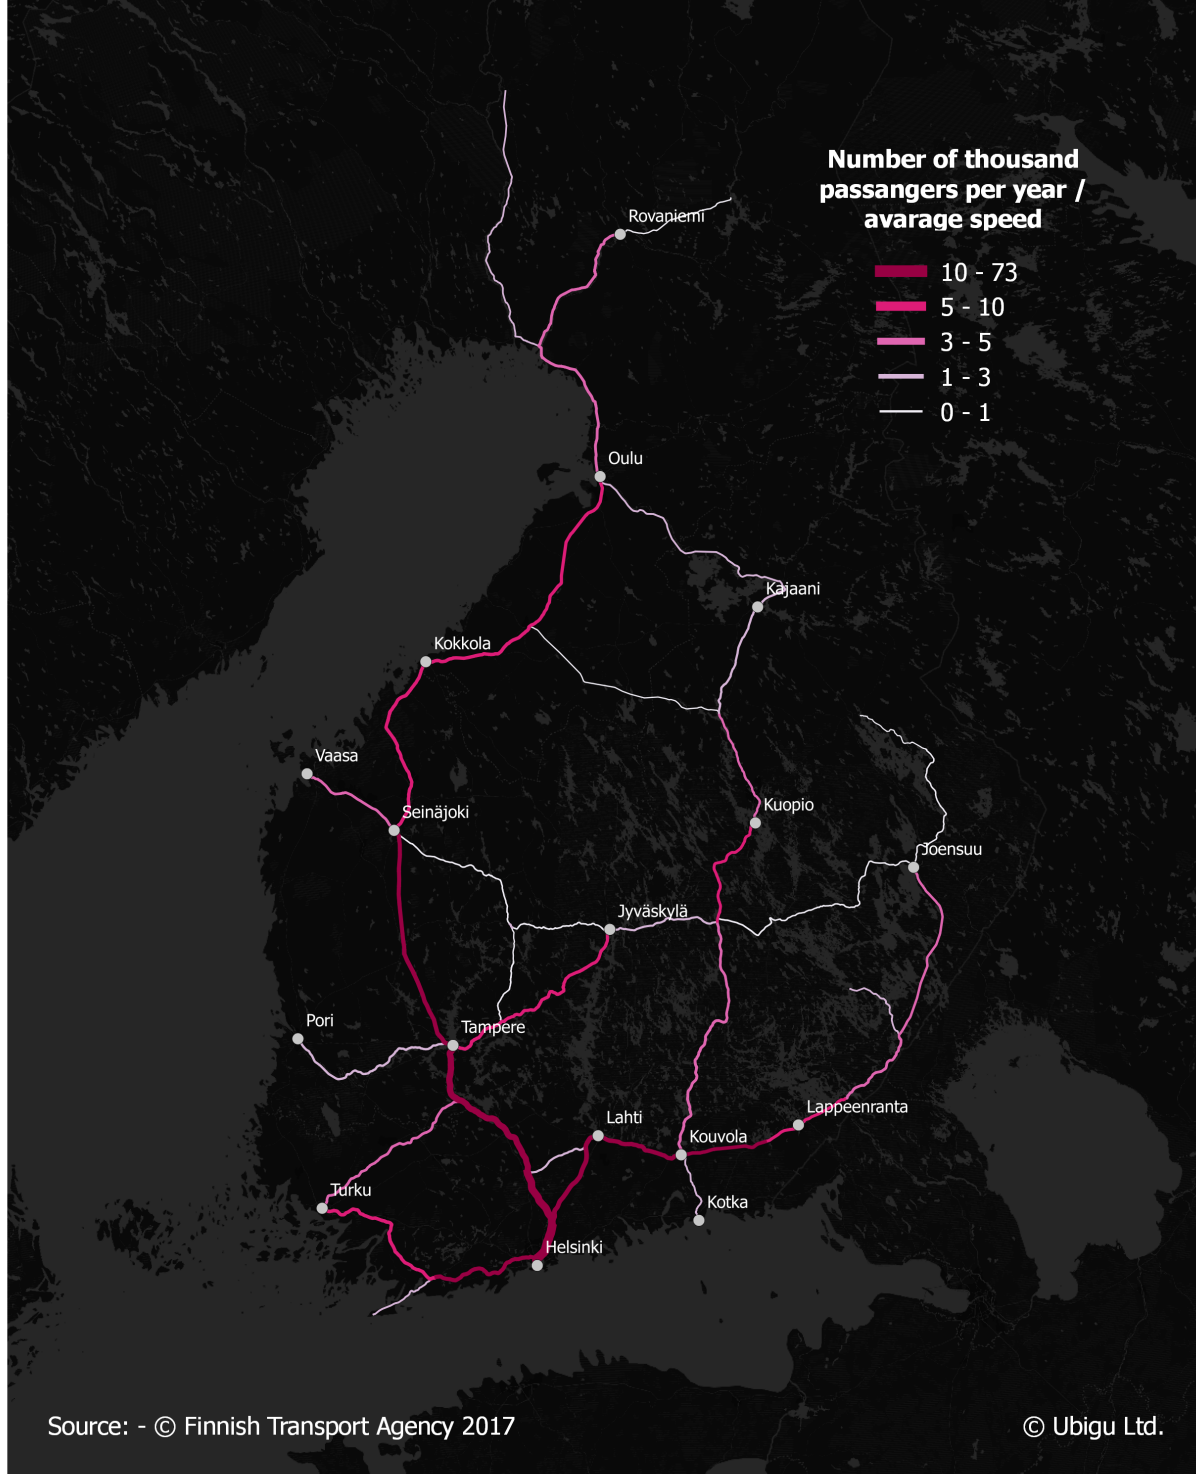 Number of thousand
passangers per year /
avarage speed
10 - 73
5 - 10
3 - 5
1 - 3
0 - 1
Rovaniemi
Oulu
Kajaani
Kokkola
Vaasa
Seinäjoki
Kuopio
Joensuu
Jyväskylä
Pori
Tampere
Lappeenranta
Lahti
Kouvola
Turku
Kotka
Helsinki
Source: - © Finnish Transport Agency 2017
© Ubigu Ltd.